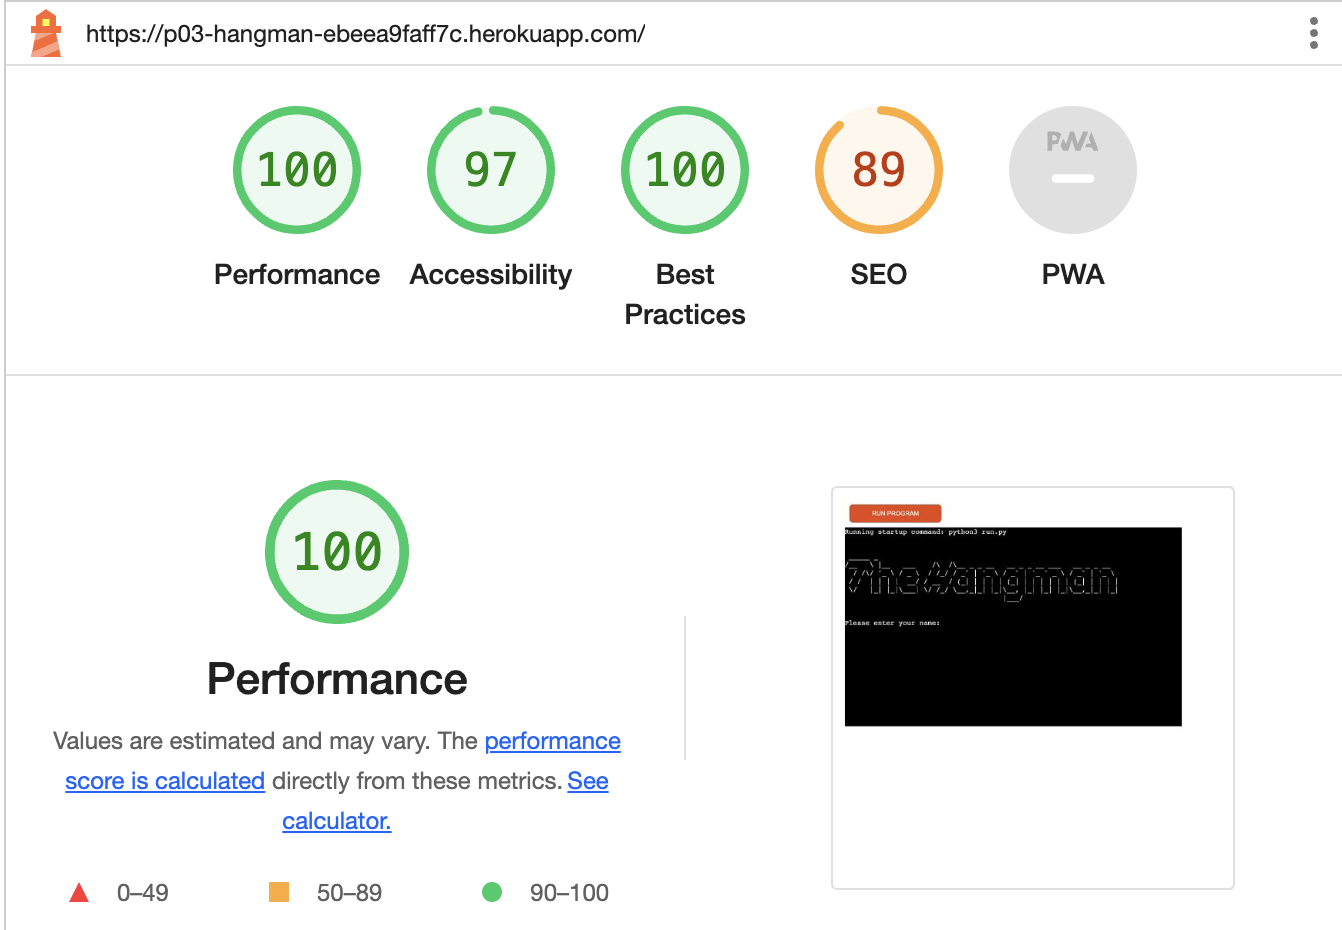 https://p03-hangman-ebeea9faff7c.herokuapp.com/
100
97
100
89
PWA
Performance
Accessibility
Best
Practices
SEO
PWA
100
Performance
Values are estimated and may vary. The performance
score is calculated directly from these metrics. See
calculator.
0–49
50–89
90–100
RUN PROGRAM
Running startup command: python3 run.py
The Hangman
Please enter your name: